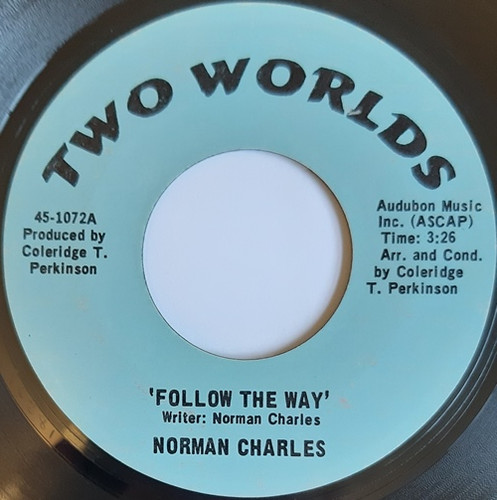 TWO WORLDS
45-1072A
Produced by
Coleridge T.
Perkinson
Audubon Music
Inc. (ASCAP)
Time: 3:26
Arr. and Cond.
by Coleridge
T. Perkinson
'FOLLOW THE WAY'
Writer: Norman Charles
NORMAN CHARLES